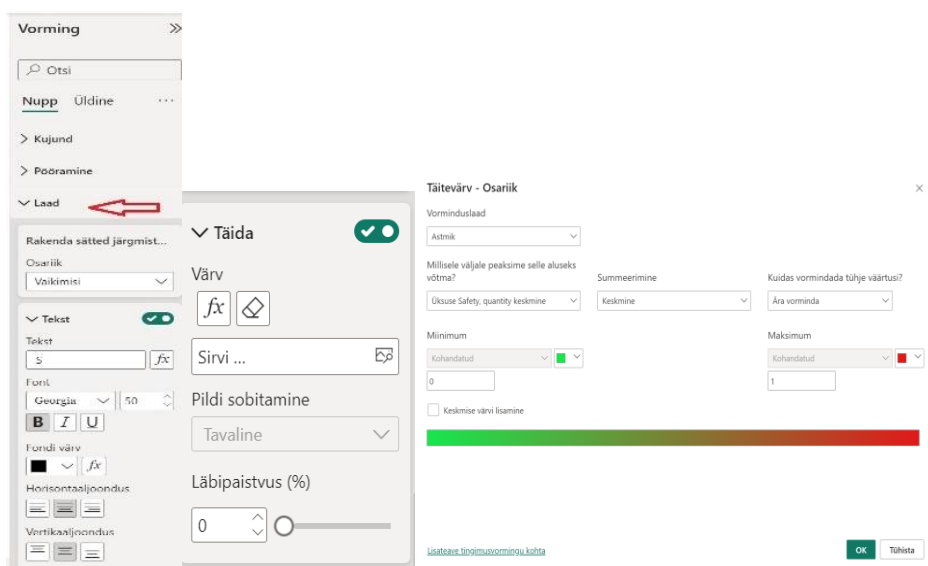 Vorming
Otsi
Nupp Üldine ...
Kujund
Pööramine
Laad
Rakenda sätted järgmist...
Osariik
Vaikimisi
Tekst
Tekst
S
fx
Font
Georgia 50
B I U
Fondi värv
fx
Horisontaaljoondus
Vertikaaljoondus
Täida
Värv
fx
Sirvi ...
Pildi sobitamine
Tavaline
Läbipaistvus (%)
0
Täitevärv - Osariik
Vorminduslaad
Astmik
Millisele väljale peaksime selle aluseks
võtma?
Summeerimine
Kuidas vormindada tühje väärtusi?
Üksuse Safety, quantity keskmine
Keskmine
Ära vorminda
Miinimum
Maksimum
Kohandatud
Kohandatud
0
1
Keskmise värvi lisamine
Lisateave tingimusvormingu kohta
OK
Tühista